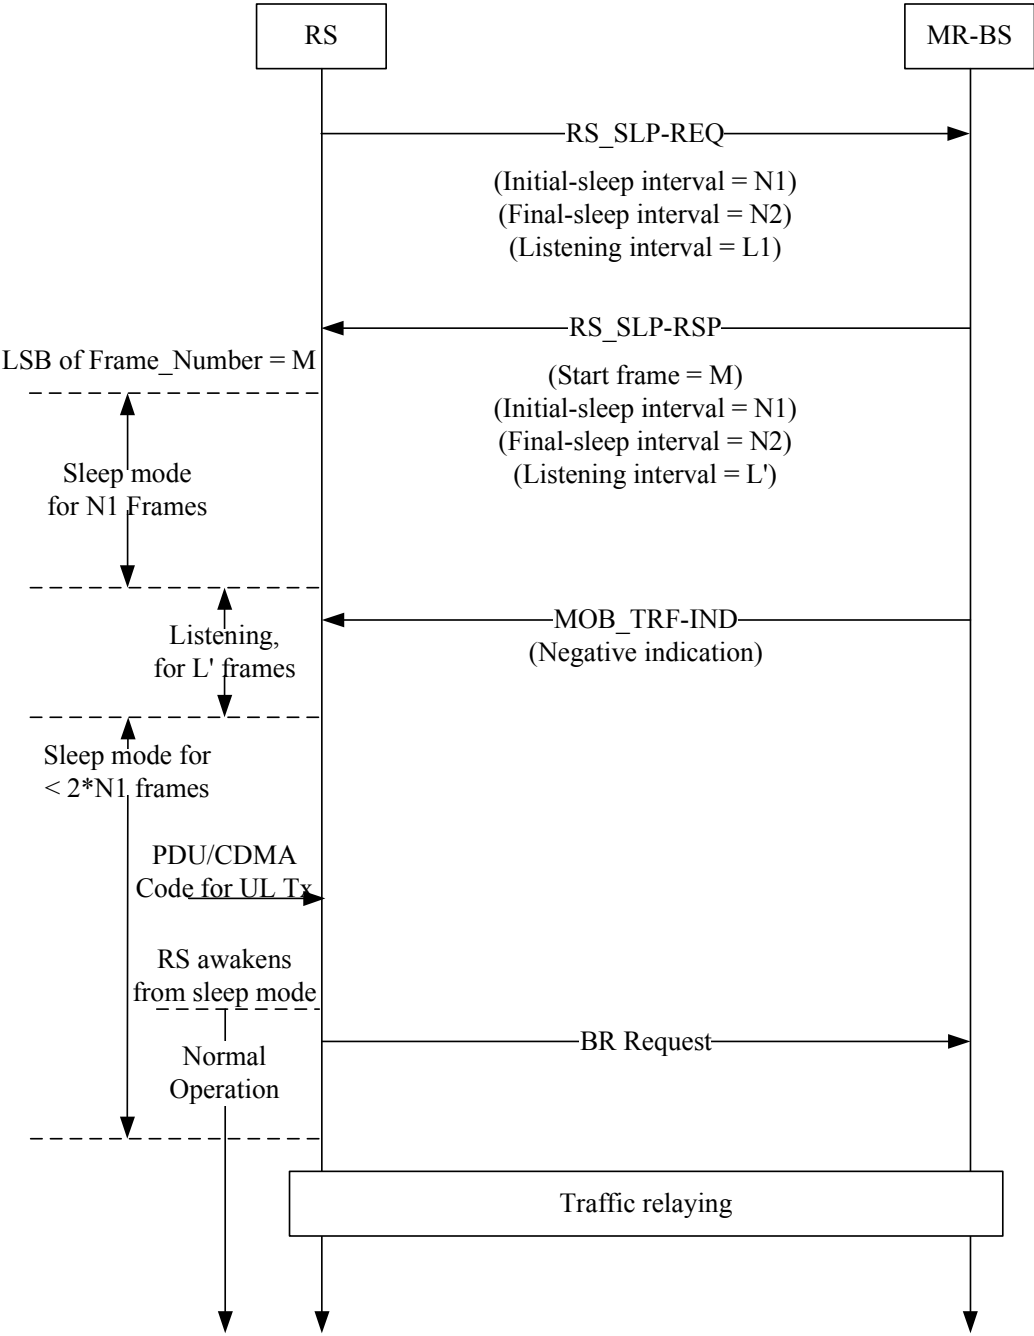 RS
MR-BS
RS_SLP-REQ
(Initial-sleep interval = N1)
(Final-sleep interval = N2)
(Listening interval = L1)
RS_SLP-RSP
LSB of Frame_Number = M
(Start frame = M)
(Initial-sleep interval = N1)
(Final-sleep interval = N2)
(Listening interval = L')
Sleep mode
for N1 Frames
MOB_TRF-IND
(Negative indication)
Listening,
for L' frames
Sleep mode for
< 2*N1 frames
PDU/CDMA
Code for UL Tx
RS awakens
from sleep mode
BR Request
Normal
Operation
Traffic relaying